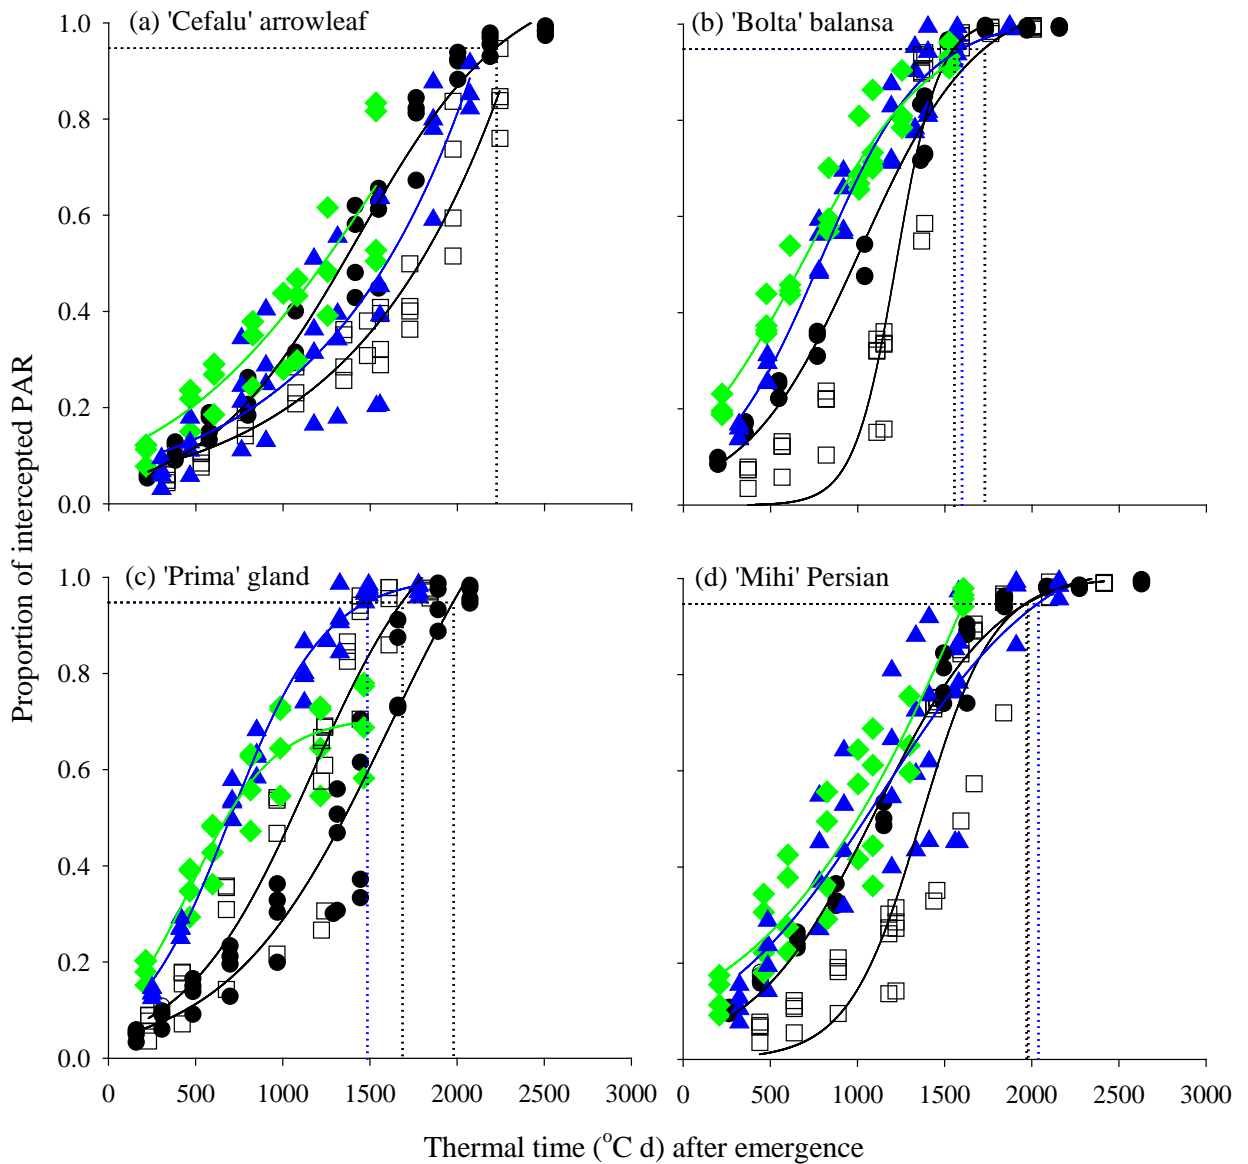 (a) 'Cefalu' arrowleaf
(b) 'Bolta' balansa
1.0
0.8
0.6
0.4
0.2
0.0
(c) 'Prima' gland
(d) 'Mihi' Persian
1.0
0.8
0.6
0.4
0.2
0.0
0 500 1000 1500 2000 2500 3000
0 500 1000 1500 2000 2500 3000
Proportion of intercepted PAR
Thermal time (°C d) after emergence